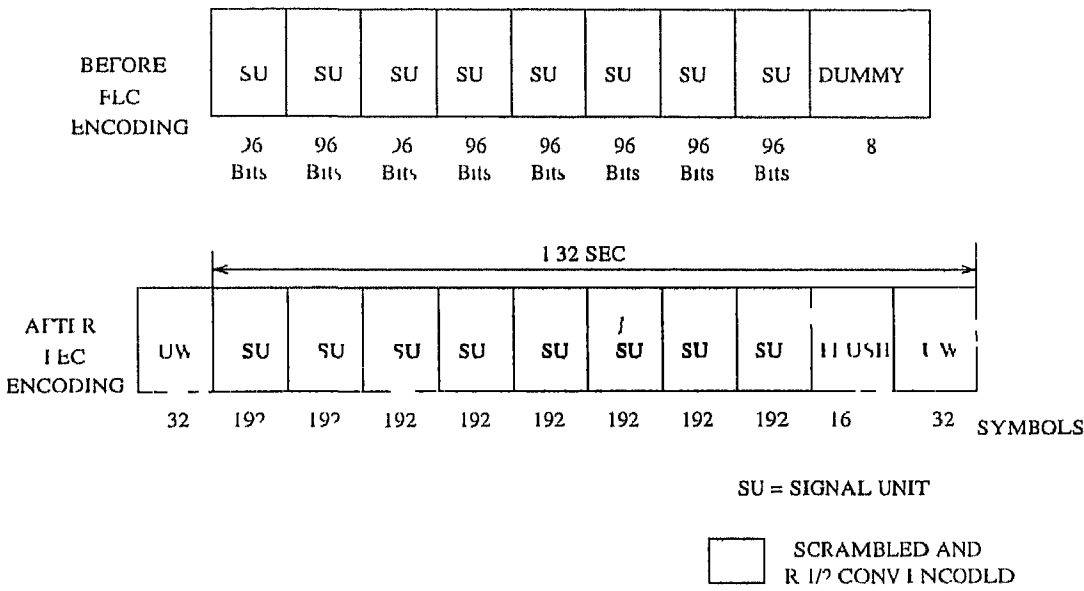 BEFORE
FEC
ENCODING
SU SU SU SU SU SU SU SU DUMMY
96 96 96 96 96 96 96 96 8
Bits Bits Bits Bits Bits Bits Bits Bits
1 32 SEC
AFTER
FEC
ENCODING
UW SU SU SU SU SU SU SU SU FLUSH UW
32 192 192 192 192 192 192 192 192 16 32 SYMBOLS
SU = SIGNAL UNIT
SCRAMBLED AND
R 1/2 CONV ENCODED